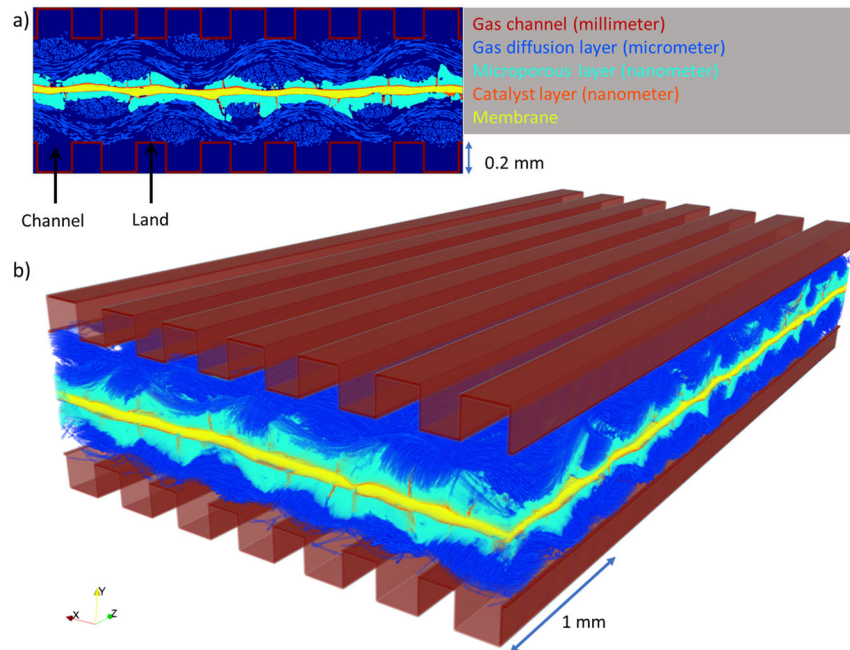 a)
Gas channel (millimeter)
Gas diffusion layer (micrometer)
Microporous layer (nanometer)
Catalyst layer (nanometer)
Membrane
0.2 mm
Channel
Land
b)
1 mm
Y
X
Z